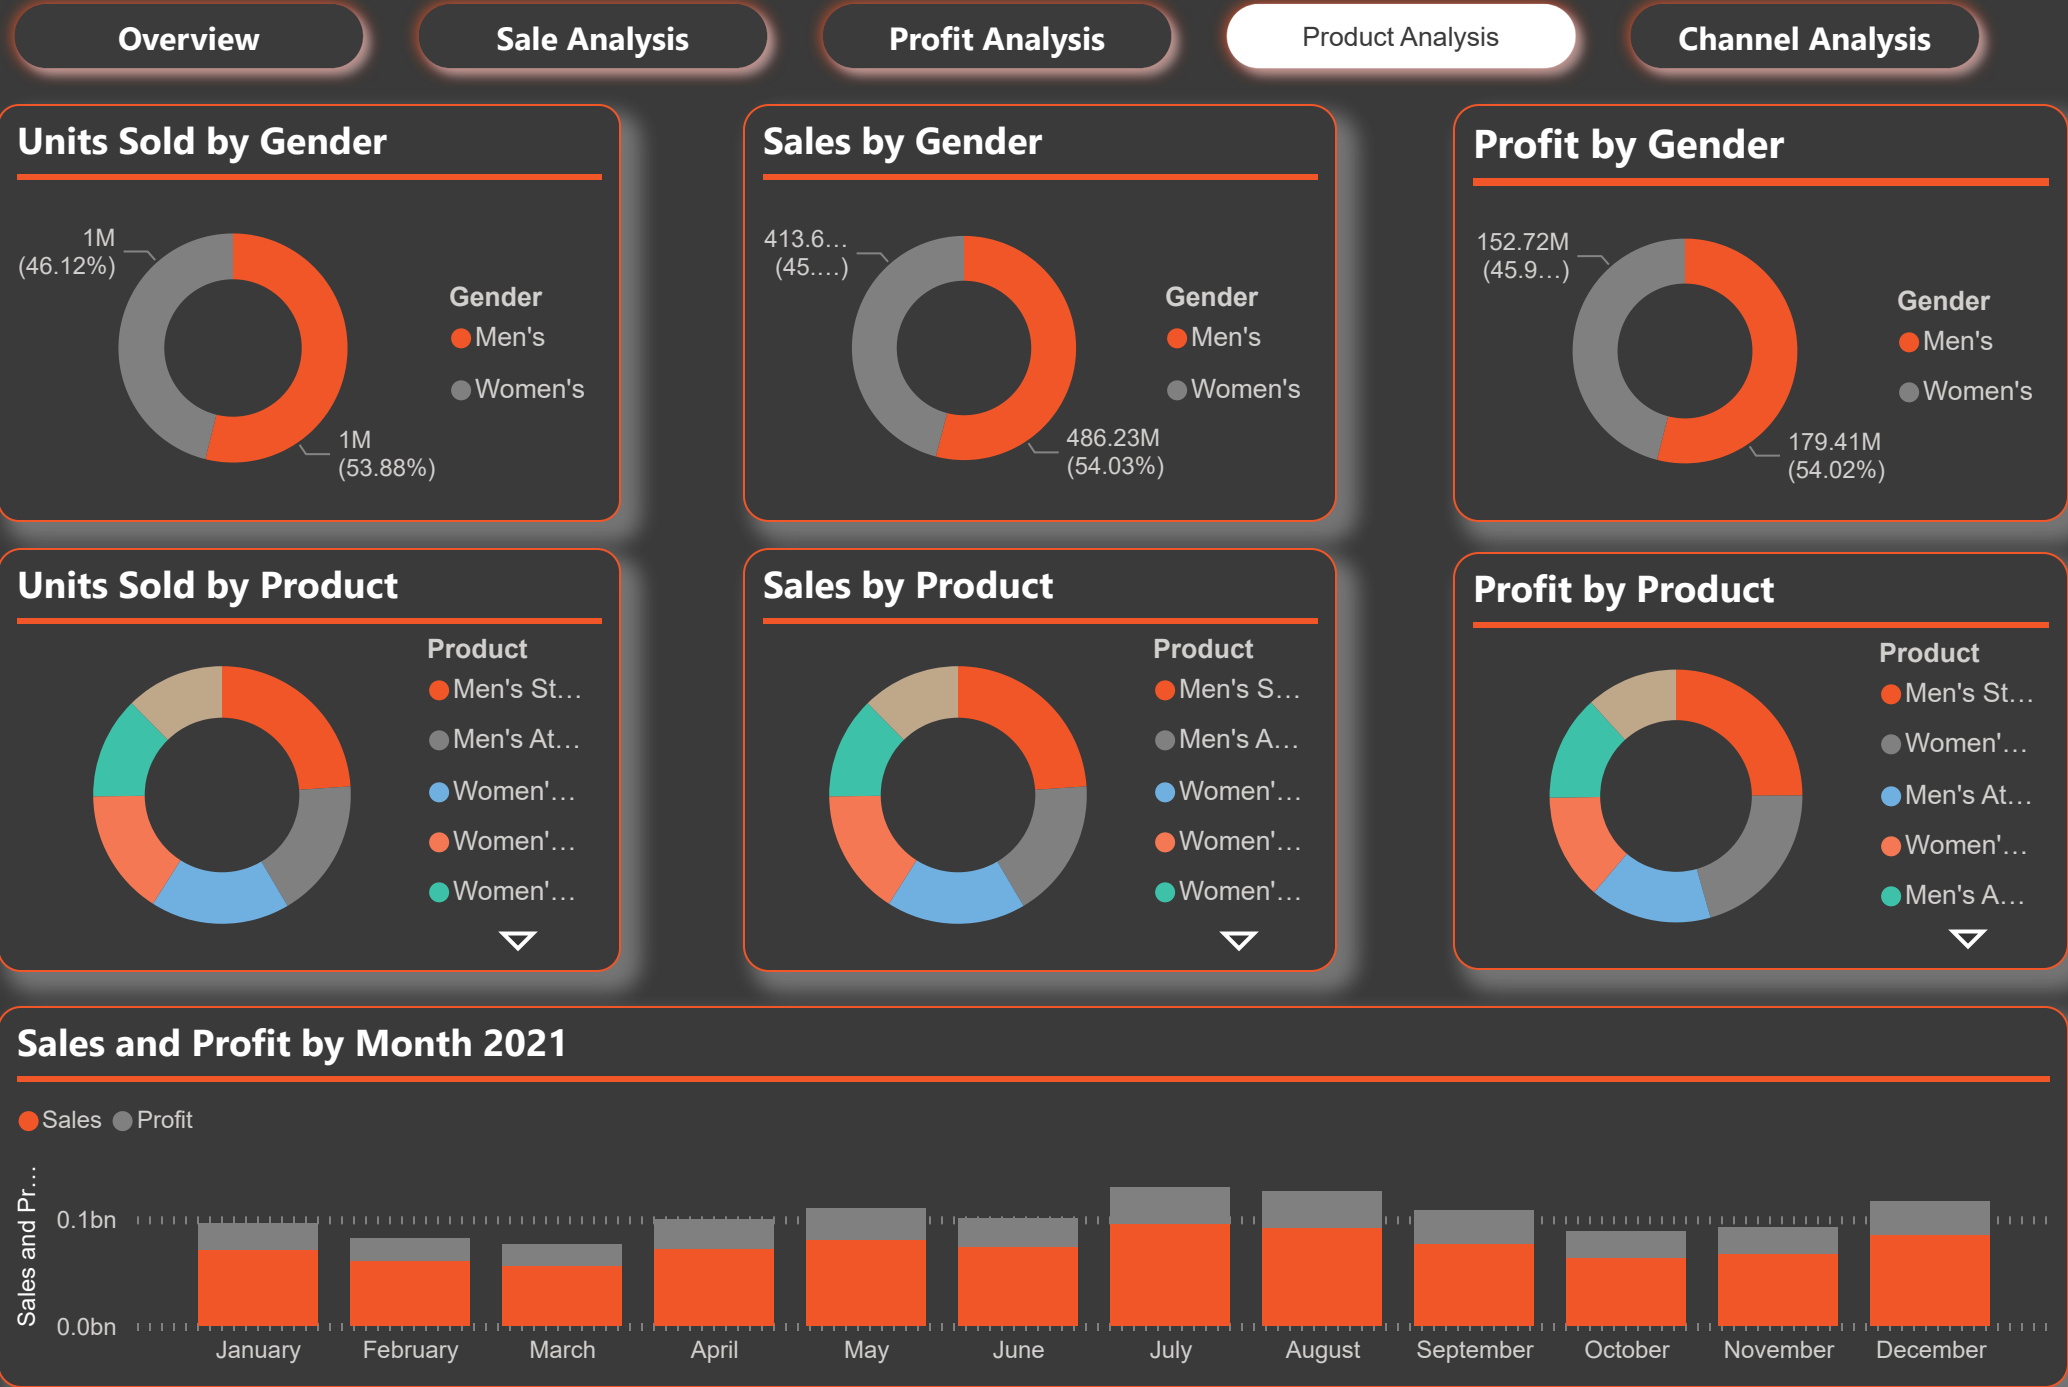 Overview
Sale Analysis
Profit Analysis
Product Analysis
Channel Analysis
Units Sold by Gender
1M
(46.12%)
1M
(53.88%)
Gender
Men's
Women's
Sales by Gender
413.6...
(45....)
486.23M
(54.03%)
Gender
Men's
Women's
Profit by Gender
152.72M
(45.9...)
179.41M
(54.02%)
Gender
Men's
Women's
Units Sold by Product
Product
Men's St...
Men's At...
Women'...
Women'...
Women'...
Sales by Product
Product
Men's S...
Men's A...
Women'...
Women'...
Women'...
Profit by Product
Product
Men's St...
Women'...
Men's At...
Women'...
Men's A...
Sales and Profit by Month 2021
Sales Profit
Sales and Pr...
0.1bn
0.0bn
January February March April May June July August September October November December